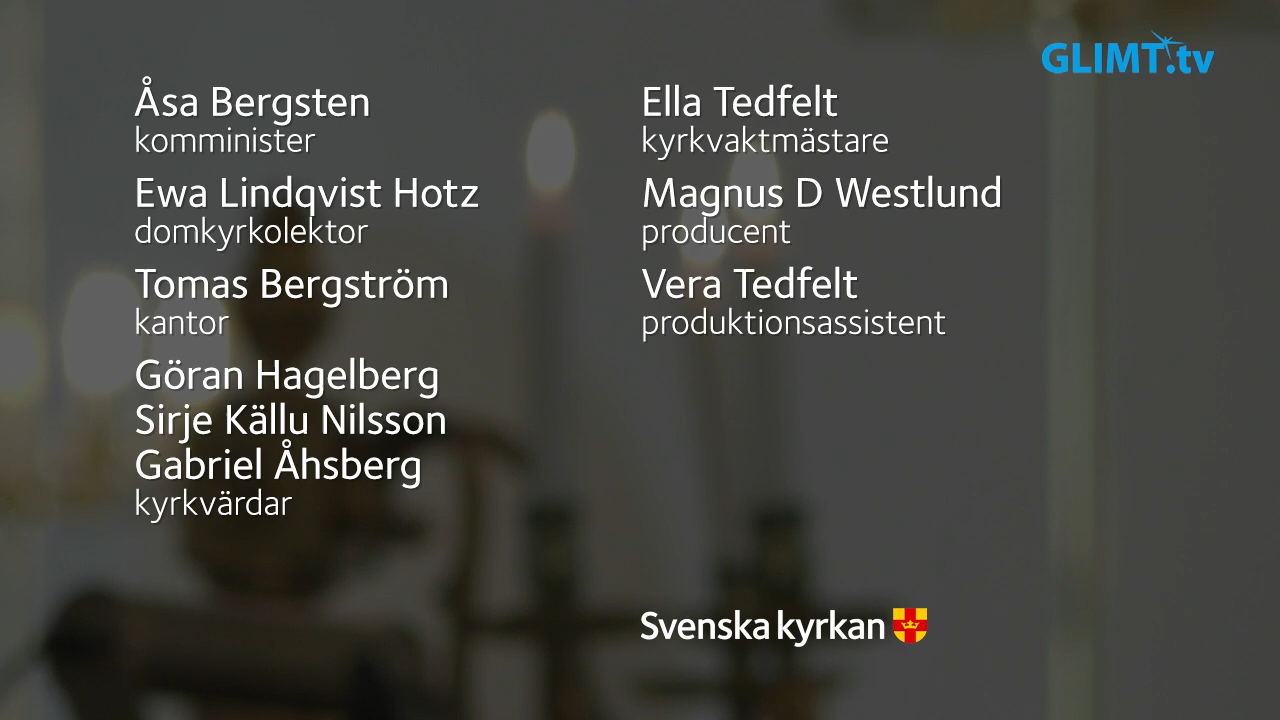 GLIMT.tv
Åsa Bergsten
komminister
Ewa Lindqvist Hotz
domkyrkolektor
Tomas Bergström
kantor
Göran Hagelberg
Sirje Källu Nilsson
Gabriel Åhsberg
kyrkvärdar
Ella Tedfelt
kyrkvaktmästare
Magnus D Westlund
producent
Vera Tedfelt
produktionsassistent
Svenska kyrkan